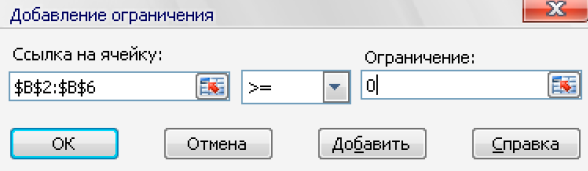 Добавление ограничения
Ссылка на ячейку:
Ограничение:
$B$2:$B$6
>=
0
ОК
Отмена
Добавить
Справка